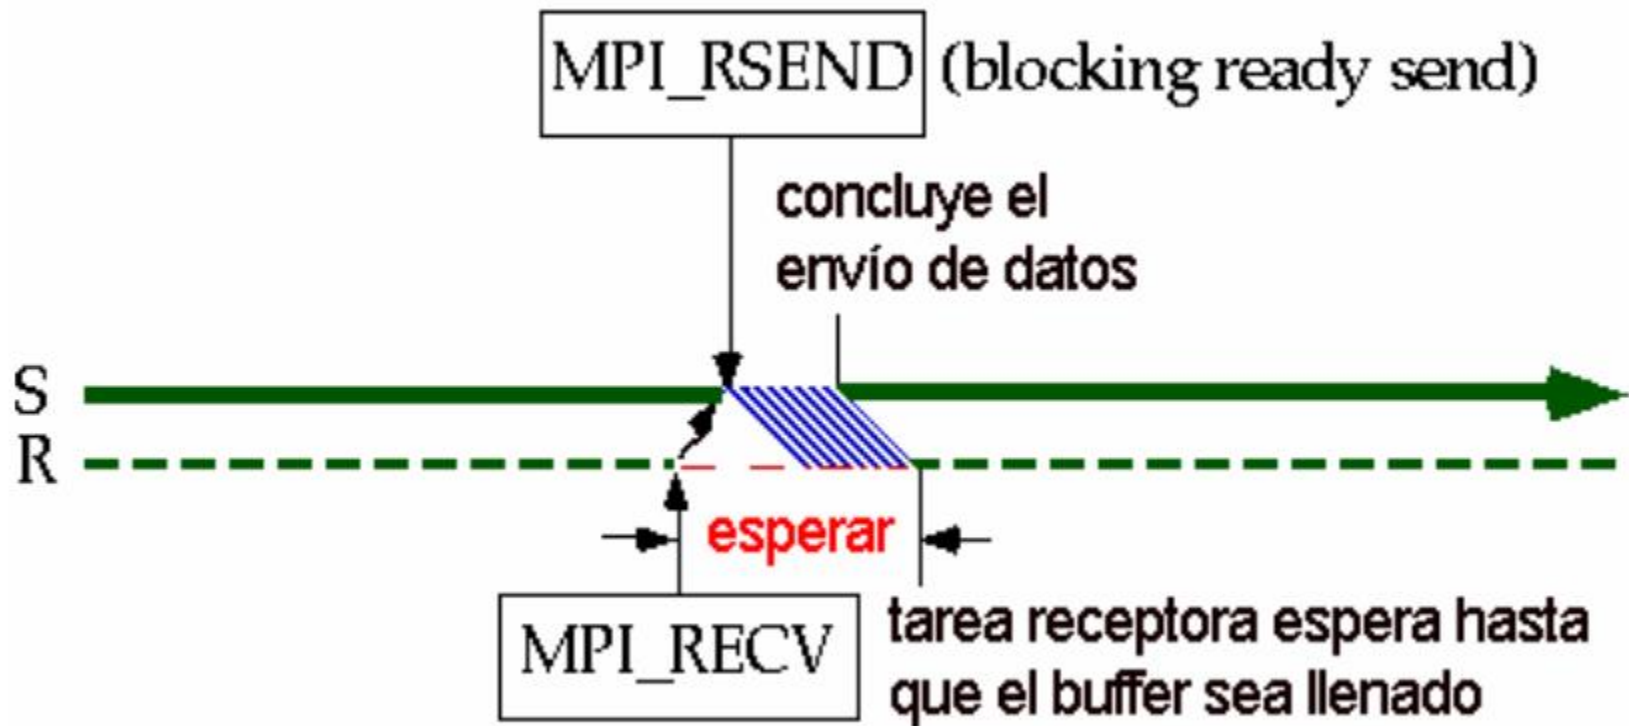 MPI_RSEND (blocking ready send)
concluye el
envío de datos
S
R
esperar
MPI_RECV
tarea receptora espera hasta
que el buffer sea llenado